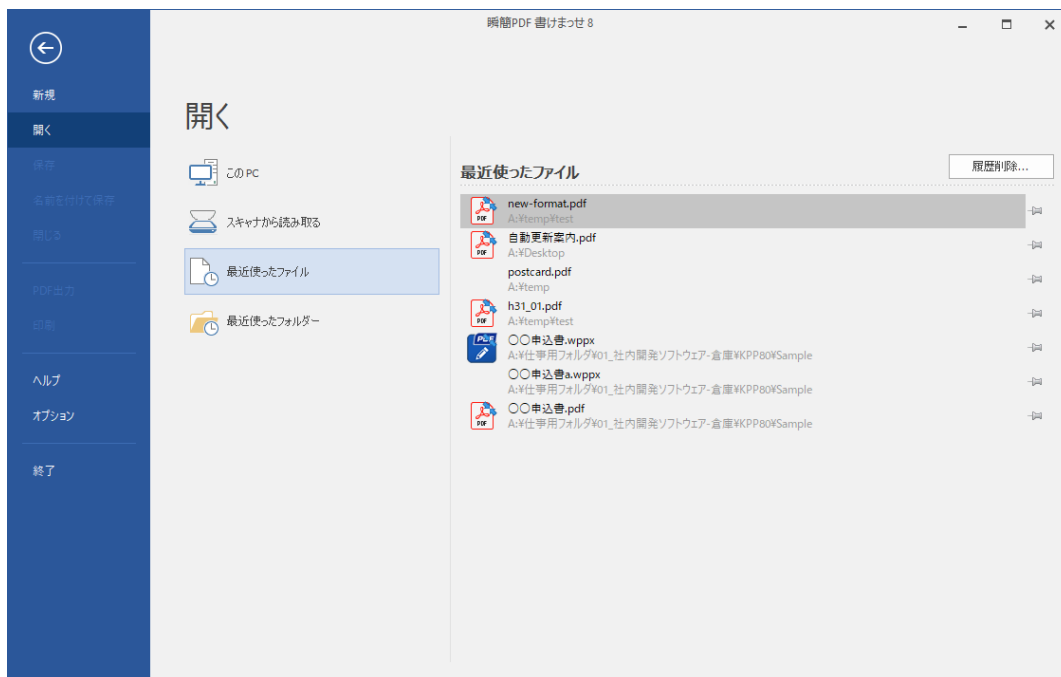 瞬簡PDF 書けまっせ 8
新規
開く
保存
名前を付けて保存
閉じる
PDF出力
印刷
ヘルプ
オプション
終了
開く
この PC
スキャナから読み取る
最近使ったファイル
最近使ったフォルダー
最近使ったファイル
履歴削除...
new-format.pdf
A:¥temp¥test
自動更新案内.pdf
A:¥Desktop
postcard.pdf
A:¥temp
h31_01.pdf
A:¥temp¥test
〇〇申込書.wppx
A:¥仕事用フォルダ¥01_社内開発ソフトウェア-倉庫¥KPP80¥Sample
〇〇申込書a.wppx
A:¥仕事用フォルダ¥01_社内開発ソフトウェア-倉庫¥KPP80¥Sample
〇〇申込書.pdf
A:¥仕事用フォルダ¥01_社内開発ソフトウェア-倉庫¥KPP80¥Sample